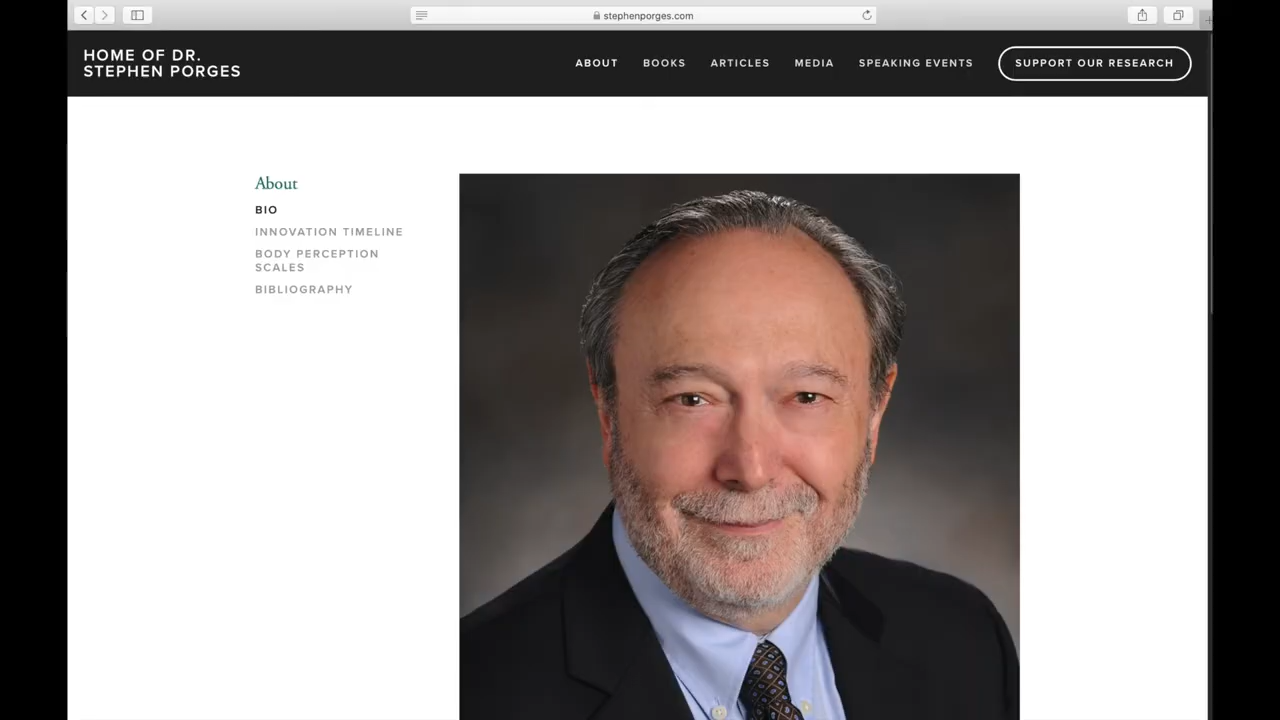 stephenporges.com
HOME OF DR.
STEPHEN PORGES
ABOUT
BOOKS
ARTICLES
MEDIA
SPEAKING EVENTS
SUPPORT OUR RESEARCH
About
BIO
INNOVATION TIMELINE
BODY PERCEPTION
SCALES
BIBLIOGRAPHY